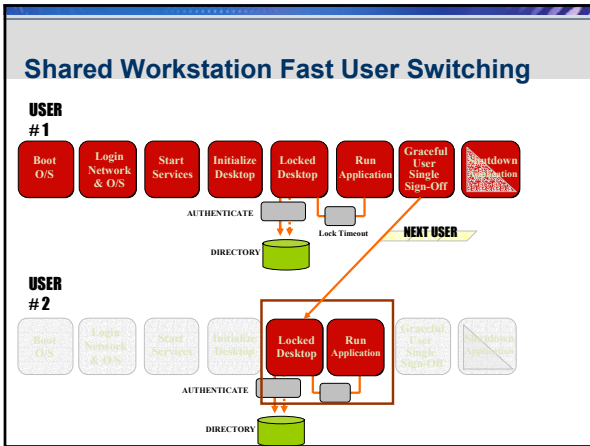 Shared Workstation Fast User Switching
USER
#1
Boot
O/S
Login
Network
& O/S
Start
Services
Initialize
Desktop
Locked
Desktop
Run
Application
Graceful
User
Single
Sign-Off
Shutdown
Application
AUTHENTICATE
Lock Timeout
DIRECTORY
NEXT USER
USER
#2
Boot
O/S
Login
Network
& O/S
Start
Services
Initialize
Desktop
Locked
Desktop
Run
Application
Graceful
User
Single
Sign-Off
Shutdown
Application
AUTHENTICATE
DIRECTORY